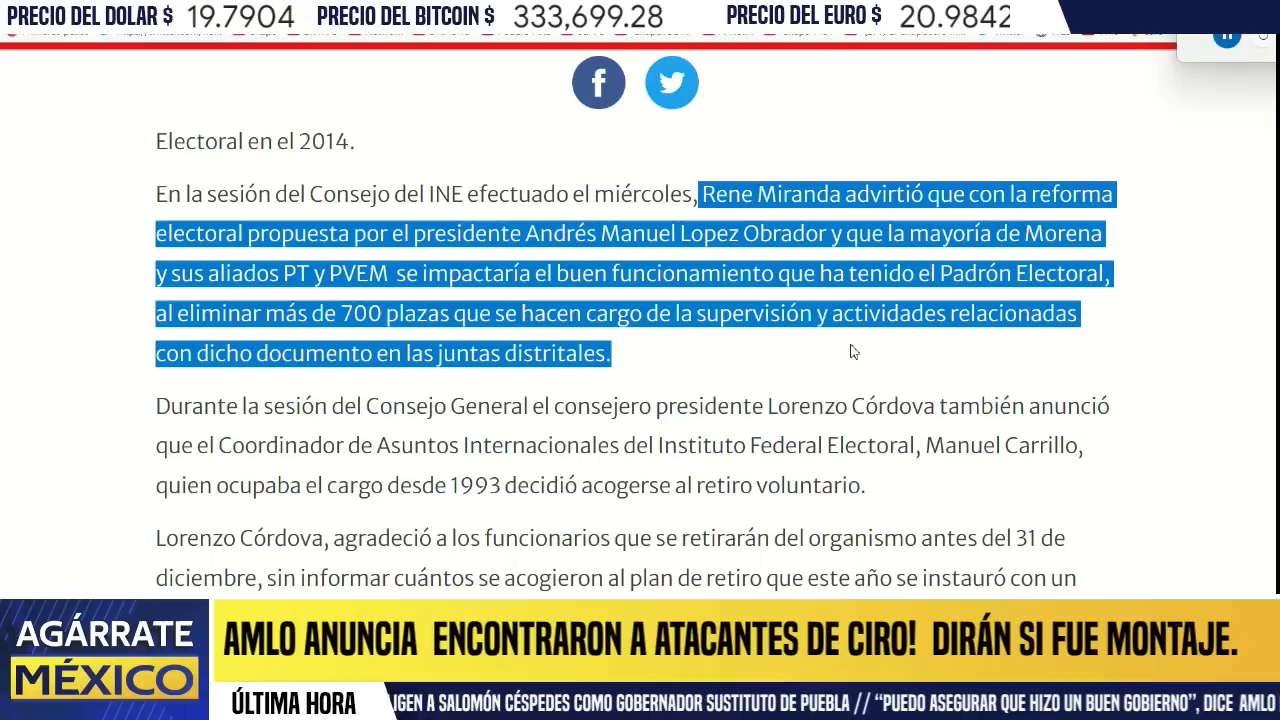 PRECIO DEL DOLAR $ 19.7904 PRECIO DEL BITCOIN $ 333,699.28 PRECIO DEL EURO $ 20.9842
Electoral en el 2014.
En la sesión del Consejo del INE efectuado el miércoles, Rene Miranda advirtió que con la reforma
electoral propuesta por el presidente Andrés Manuel Lopez Obrador y que la mayoría de Morena
y sus aliados PT y PVEM se impactaría el buen funcionamiento que ha tenido el Padrón Electoral,
al eliminar más de 700 plazas que se hacen cargo de la supervisión y actividades relacionadas
con dicho documento en las juntas distritales.
Durante la sesión del Consejo General el consejero presidente Lorenzo Córdova también anunció
que el Coordinador de Asuntos Internacionales del Instituto Federal Electoral, Manuel Carrillo,
quien ocupaba el cargo desde 1993 decidió acogerse al retiro voluntario.
Lorenzo Córdova, agradeció a los funcionarios que se retirarán del organismo antes del 31 de
diciembre, sin informar cuántos se acogieron al plan de retiro que este año se instauró con un
AGÁRRATE
MÉXICO
AMLO ANUNCIA ENCONTRARON A ATACANTES DE CIRO! DIRÁN SI FUE MONTAJE.
ÚLTIMA HORA
IGEN A SALOMÓN CÉSPEDES COMO GOBERNADOR SUSTITUTO DE PUEBLA // “PUEDO ASEGURAR QUE HIZO UN BUEN GOBIERNO”, DICE AMLO